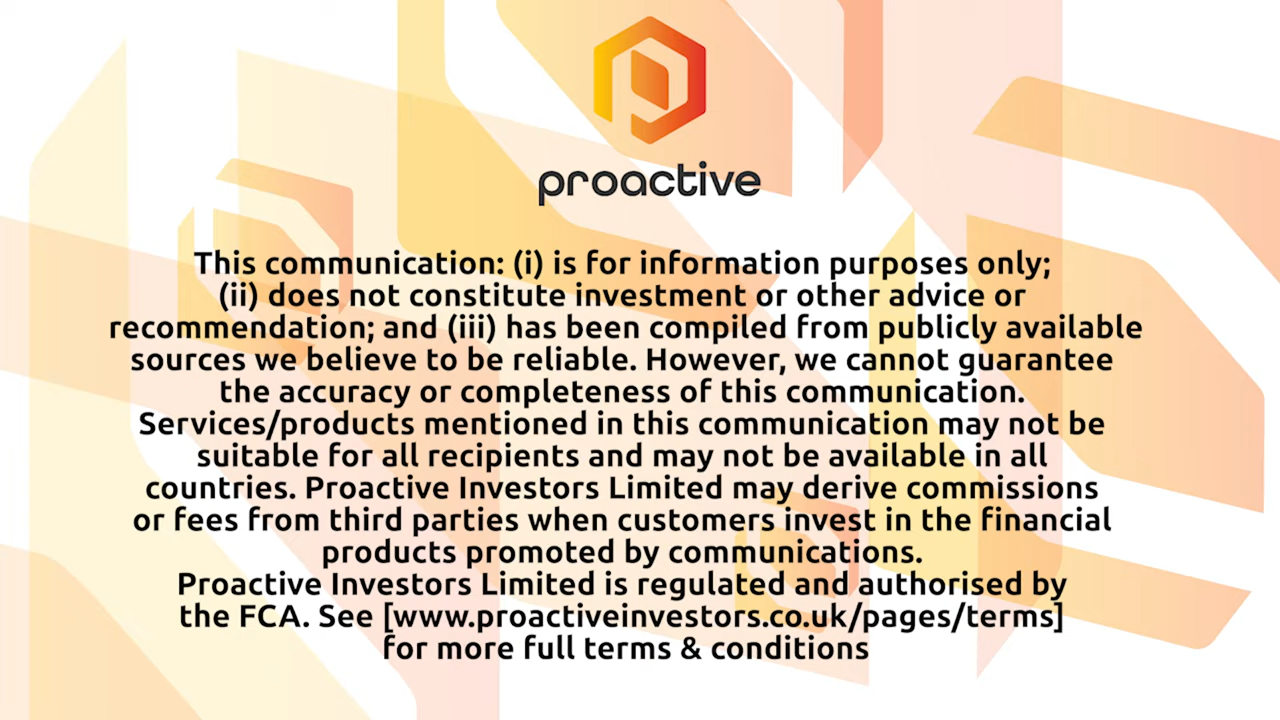 proactive
This communication: (i) is for information purposes only;
(ii) does not constitute investment or other advice or
recommendation; and (iii) has been compiled from publicly available
sources we believe to be reliable. However, we cannot guarantee
the accuracy or completeness of this communication.
Services/products mentioned in this communication may not be
suitable for all recipients and may not be available in all
countries. Proactive Investors Limited may derive commissions
or fees from third parties when customers invest in the financial
products promoted by communications.
Proactive Investors Limited is regulated and authorised by
the FCA. See [www.proactiveinvestors.co.uk/pages/terms]
for more full terms & conditions